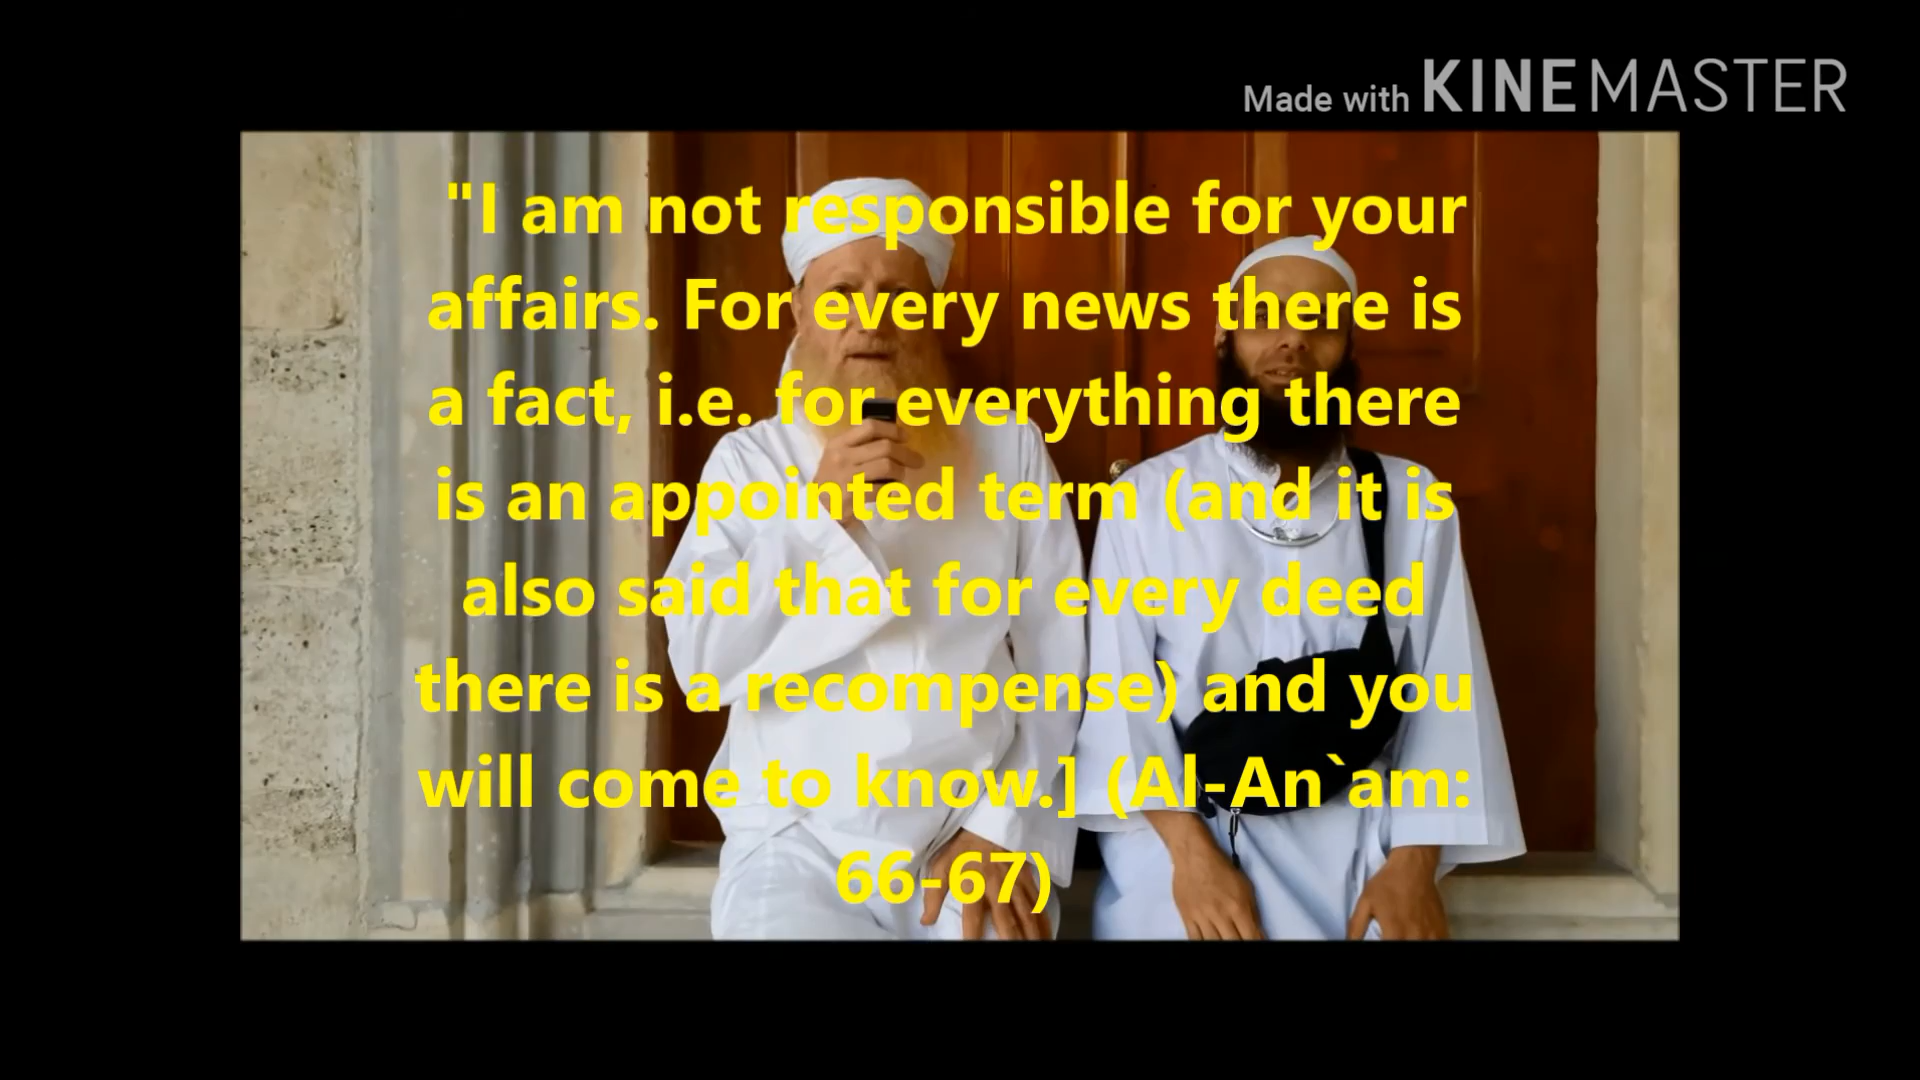 Made with KINEMASTER
"I am not responsible for your
affairs. For every news there is
a fact, i.e. for everything there
is an appointed term (and it is
also said that for every deed
there is a recompense) and you
will come to know.] (Al-An`am:
66-67)